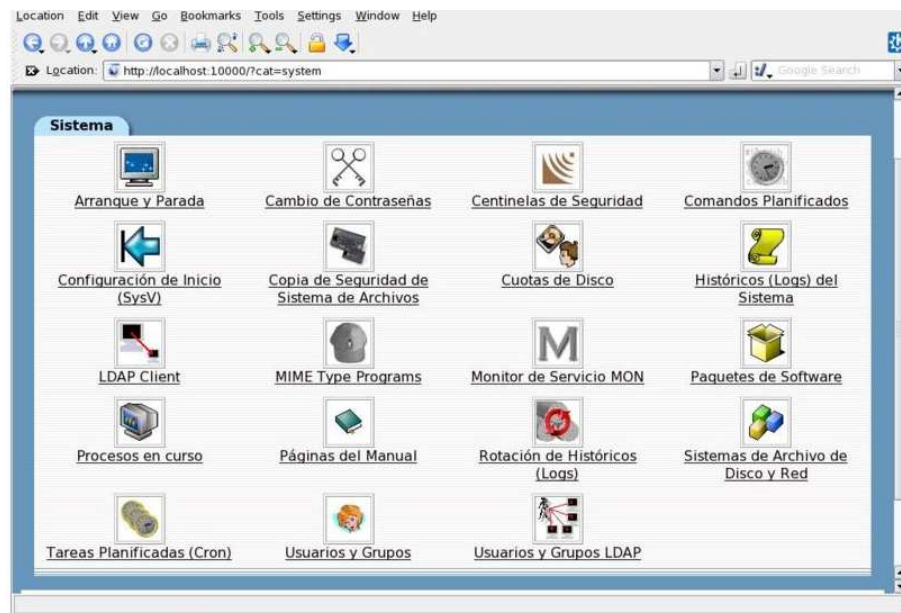 Location Edit View Go Bookmarks Tools Settings Window Help
Location: http://localhost:10000/?cat=system Google Search
Sistema
Arranque y Parada
Cambio de Contraseñas
Centinelas de Seguridad
Comandos Planificados
Configuración de Inicio
(SysV)
Copia de Seguridad de
Sistema de Archivos
Cuotas de Disco
Históricos (Logs) del
Sistema
LDAP Client
MIME Type Programs
M
Monitor de Servicio MON
Paquetes de Software
Procesos en curso
Páginas del Manual
Rotación de Históricos
(Logs)
Sistemas de Archivo de
Disco y Red
Tareas Planificadas (Cron)
Usuarios y Grupos
Usuarios y Grupos LDAP